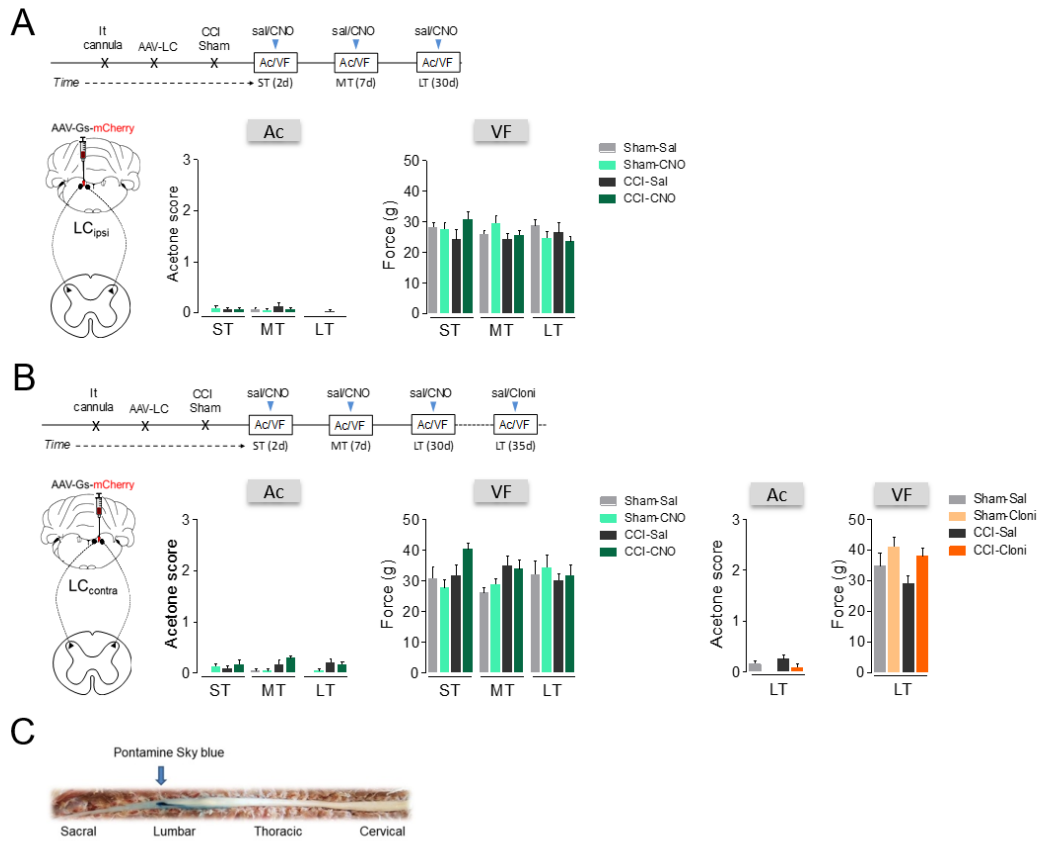 A
It
cannula
AAV-LC
CCI
Sham
sal/CNO
sal/CNO
sal/CNO
X
X
X
Ac/VF
Ac/VF
Ac/VF
Time
ST (2d)
MT (7d)
LT (30d)
AAV-Gs-mCherry
LCipsi
Ac
Acetone score
3
2
1
0
ST
MT
LT
VF
Force (g)
50
40
30
20
10
0
ST
MT
LT
Sham-Sal
Sham-CNO
CCI-Sal
CCI-CNO
B
It
cannula
AAV-LC
CCI
Sham
sal/CNO
sal/CNO
sal/CNO
sal/Cloni
X
X
X
Ac/VF
Ac/VF
Ac/VF
Ac/VF
Time
ST (2d)
MT (7d)
LT (30d)
LT (35d)
AAV-Gs-mCherry
LCcontra
Ac
Acetone score
3
2
1
0
ST
MT
LT
VF
Force (g)
50
40
30
20
10
0
ST
MT
LT
Sham-Sal
Sham-CNO
CCI-Sal
CCI-CNO
Ac
Acetone score
3
2
1
0
LT
VF
Force (g)
50
40
30
20
10
0
LT
Sham-Sal
Sham-Cloni
CCI-Sal
CCI-Cloni
C
Pontamine Sky blue
Sacral
Lumbar
Thoracic
Cervical